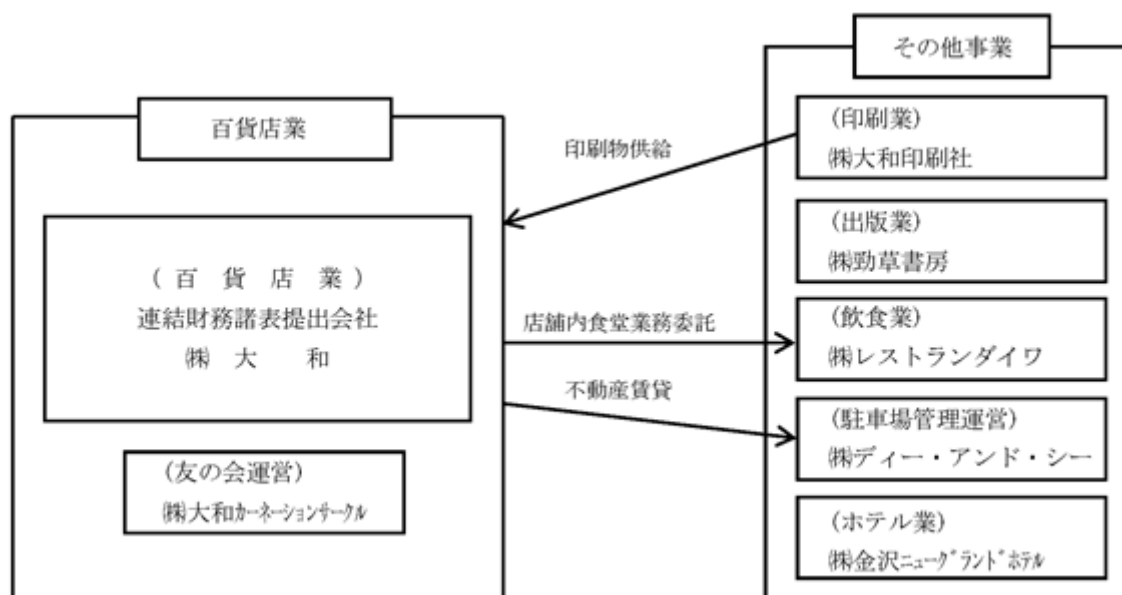 百貨店業
(百 貨 店 業)
連結財務諸表提出会社
㈱ 大 和
(友の会運営)
㈱大和ｶｰﾈｰｼｮﾝｻｰｸﾙ
印刷物供給
店舗内食堂業務委託
不動産賃貸
その他事業
(印刷業)
㈱大和印刷社
(出版業)
㈱勁草書房
(飲食業)
㈱レストランダイワ
(駐車場管理運営)
㈱ディー・アンド・シー
(ホテル業)
㈱金沢ﾆｭｰｸﾞﾗﾝﾄﾞﾎﾃﾙ